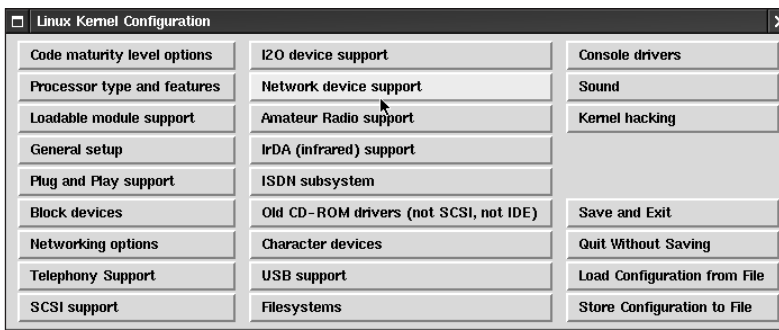 Linux Kernel Configuration
Code maturity level options
Processor type and features
Loadable module support
General setup
Plug and Play support
Block devices
Networking options
Telephony Support
SCSI support
I2O device support
Network device support
Amateur Radio support
IrDA (infrared) support
ISDN subsystem
Old CD-ROM drivers (not SCSI, not IDE)
Character devices
USB support
Filesystems
Console drivers
Sound
Kernel hacking
Save and Exit
Quit Without Saving
Load Configuration from File
Store Configuration to File